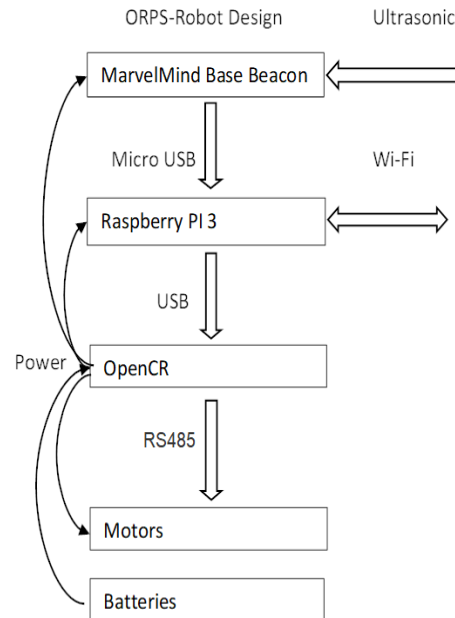 ORPS-Robot Design
Ultrasonic
MarvelMind Base Beacon
Micro USB
Wi-Fi
Raspberry PI 3
USB
Power
OpenCR
RS485
Motors
Batteries